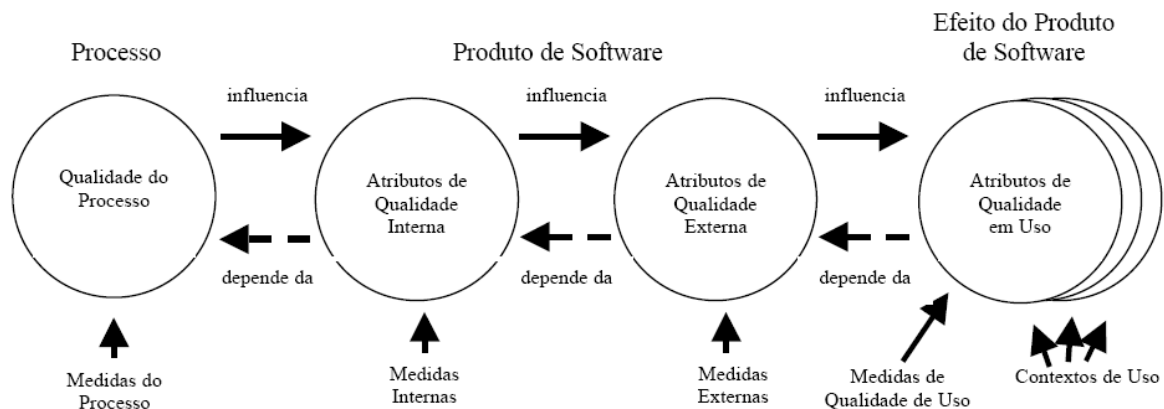 Processo
Produto de Software
Efeito do Produto
de Software
influencia
influencia
influencia
Qualidade do
Processo
Atributos de
Qualidade
Interna
Atributos de
Qualidade
Externa
Atributos de
Qualidade
em Uso
depende da
depende da
depende da
Medidas do
Processo
Medidas
Internas
Medidas
Externas
Medidas de
Qualidade de Uso
Contextos de Uso